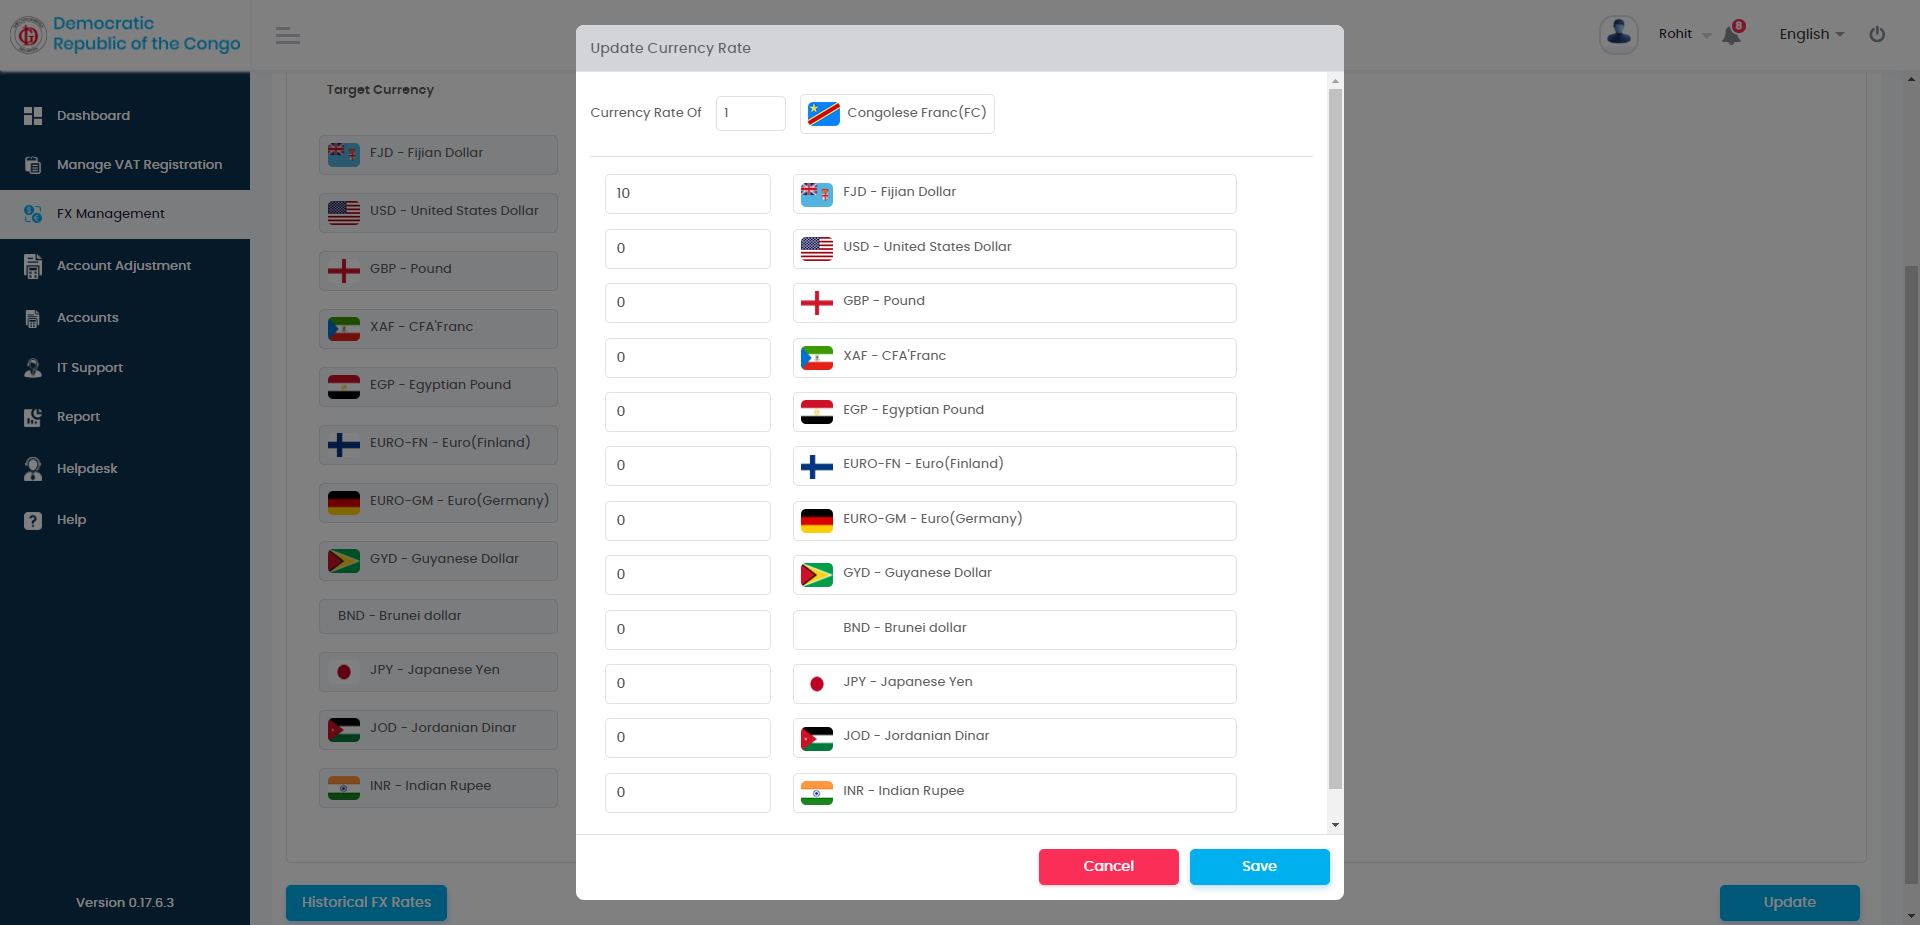 Democratic
Republic of the Congo
Rohit
8
English
Dashboard
Manage VAT Registration
FX Management
Account Adjustment
Accounts
IT Support
Report
Helpdesk
Help
Version 0.17.6.3
Target Currency
FJD - Fijian Dollar
USD - United States Dollar
GBP - Pound
XAF - CFA'Franc
EGP - Egyptian Pound
EURO-FN - Euro(Finland)
EURO-GM - Euro(Germany)
GYD - Guyanese Dollar
BND - Brunei dollar
JPY - Japanese Yen
JOD - Jordanian Dinar
INR - Indian Rupee
Historical FX Rates
Update
Update Currency Rate
Currency Rate Of 1 Congolese Franc(FC)
10 FJD - Fijian Dollar
0 USD - United States Dollar
0 GBP - Pound
0 XAF - CFA'Franc
0 EGP - Egyptian Pound
0 EURO-FN - Euro(Finland)
0 EURO-GM - Euro(Germany)
0 GYD - Guyanese Dollar
0 BND - Brunei dollar
0 JPY - Japanese Yen
0 JOD - Jordanian Dinar
0 INR - Indian Rupee
Cancel
Save